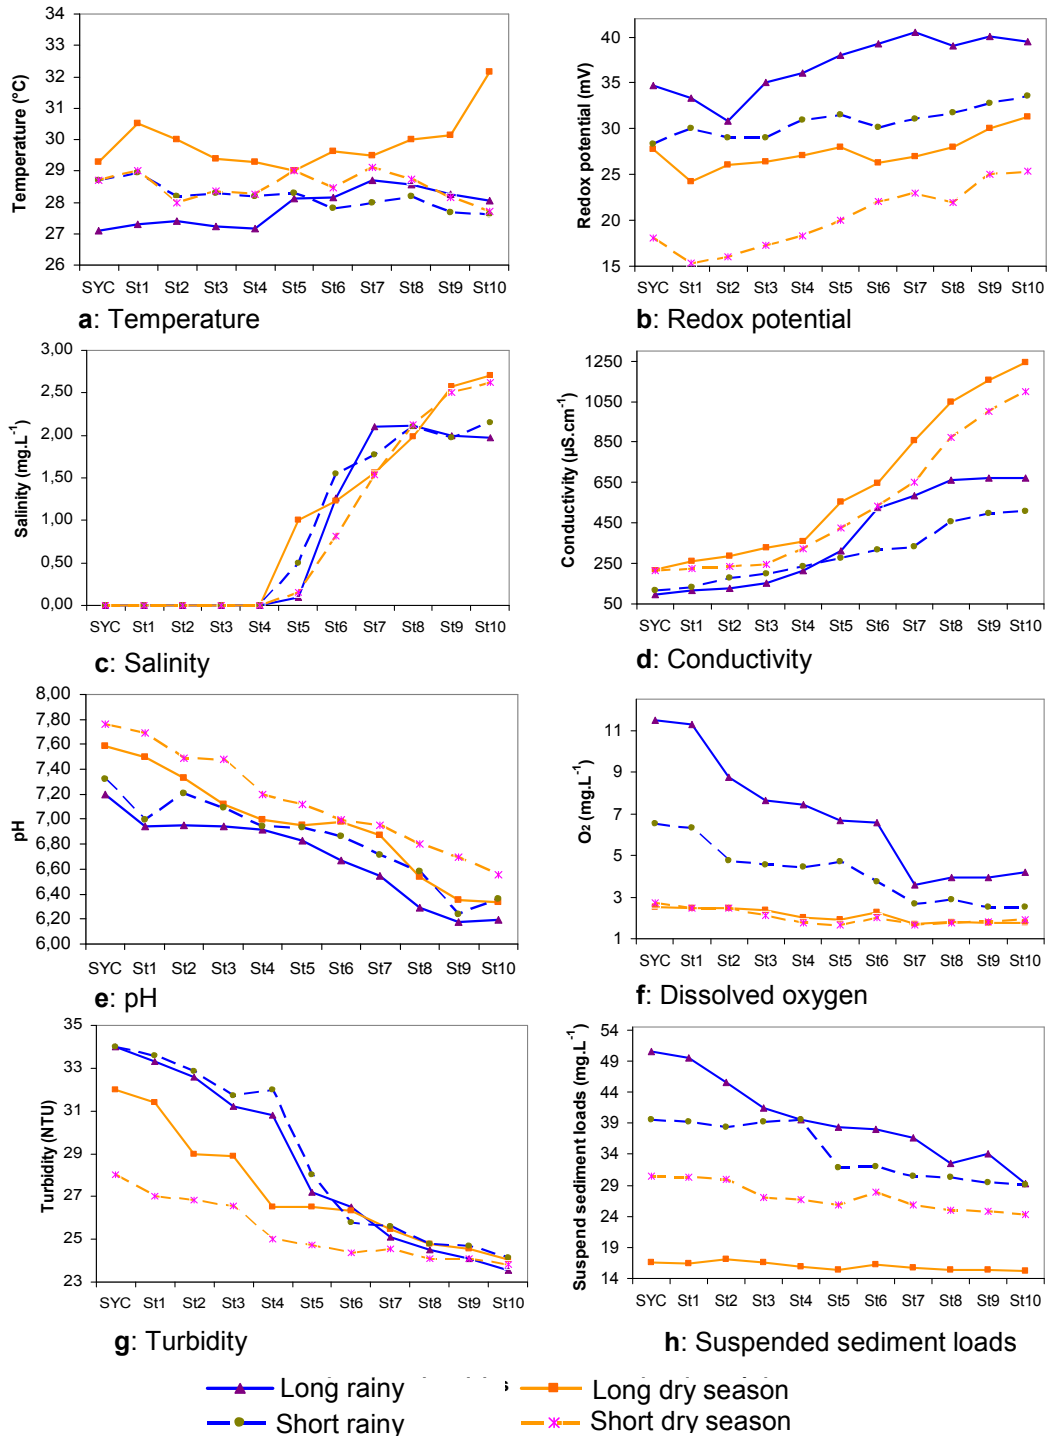 34
33
32
31
30
29
28
27
26
Temperature (°C)
SYC St1 St2 St3 St4 St5 St6 St7 St8 St9 St10
a: Temperature
40
35
30
25
20
15
Redox potential (mV)
SYC St1 St2 St3 St4 St5 St6 St7 St8 St9 St10
b: Redox potential
3,00
2,50
2,00
1,50
1,00
0,50
0,00
Salinity (mg.L⁻¹)
SYC St1 St2 St3 St4 St5 St6 St7 St8 St9 St10
c: Salinity
1250
1050
850
650
450
250
50
Conductivity (µS.cm⁻¹)
SYC St1 St2 St3 St4 St5 St6 St7 St8 St9 St10
d: Conductivity
8,00
7,80
7,60
7,40
7,20
7,00
6,80
6,60
6,40
6,20
6,00
pH
SYC St1 St2 St3 St4 St5 St6 St7 St8 St9 St10
e: pH
11
9
7
5
3
1
O₂ (mg.L⁻¹)
SYC St1 St2 St3 St4 St5 St6 St7 St8 St9 St10
f: Dissolved oxygen
35
33
31
29
27
25
23
Turbidity (NTU)
SYC St1 St2 St3 St4 St5 St6 St7 St8 St9 St10
g: Turbidity
54
49
44
39
34
29
24
19
14
Suspend sediment loads (mg.L⁻¹)
SYC St1 St2 St3 St4 St5 St6 St7 St8 St9 St10
h: Suspended sediment loads
Long rainy
Long dry season
Short rainy
Short dry season